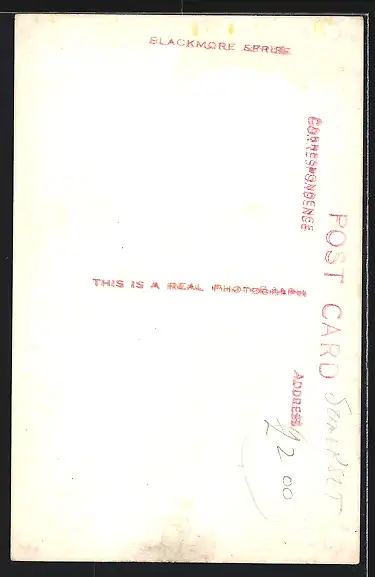 BLACKMORE SERIES
POST CARD
CORRESPONDENCE
ADDRESS
THIS IS A REAL PHOTOGRAPH
SOMERSET
£2.00